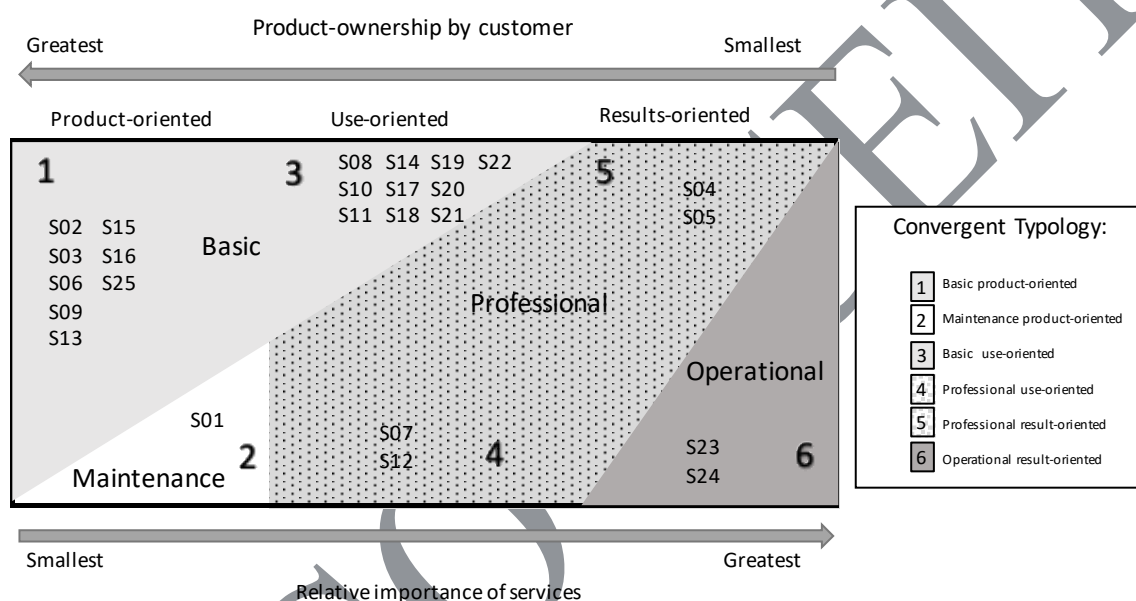 Product-ownership by customer
Greatest
Smallest
Product-oriented
Use-oriented
Results-oriented
1
3
S08 S14 S19 S22
S10 S17 S20
S11 S18 S21
5
S04
S05
S02 S15
S03 S16
S06 S25
S09
S13
Basic
Professional
Operational
S01
2
Maintenance
S07
S12
4
S23
S24
6
Smallest
Greatest
Relative importance of services
Convergent Typology:
1 Basic product-oriented
2 Maintenance product-oriented
3 Basic use-oriented
4 Professional use-oriented
5 Professional result-oriented
6 Operational result-oriented